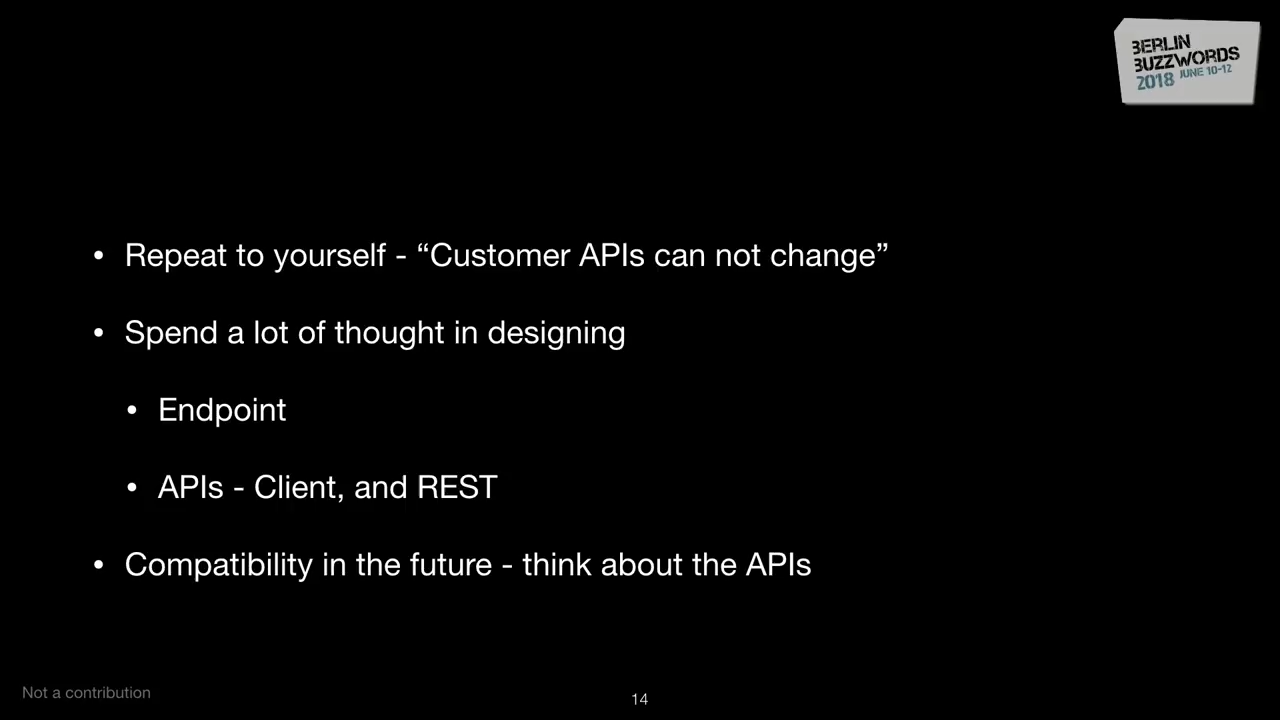 BERLIN
BUZZWORDS
2018 JUNE 10-12
• Repeat to yourself - “Customer APIs can not change”
• Spend a lot of thought in designing
• Endpoint
• APIs - Client, and REST
• Compatibility in the future - think about the APIs
Not a contribution
14